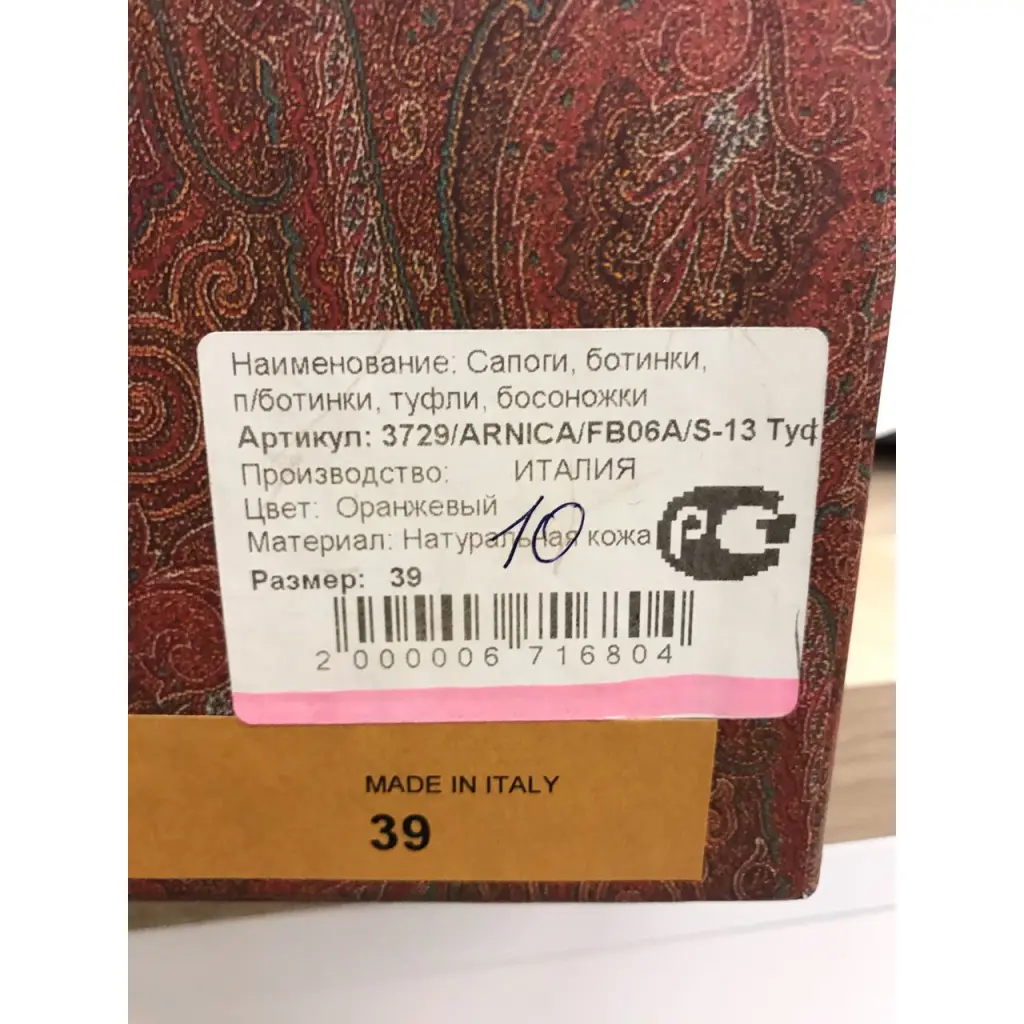 Наименование: Сапоги, ботинки,
п/ботинки, туфли, босоножки
Артикул: 3729/ARNICA/FB06A/S-13 Туф
Производство: ИТАЛИЯ
Цвет: Оранжевый
10
Материал: Натуральная кожа
РС
Размер: 39
2 000006 716804
MADE IN ITALY
39